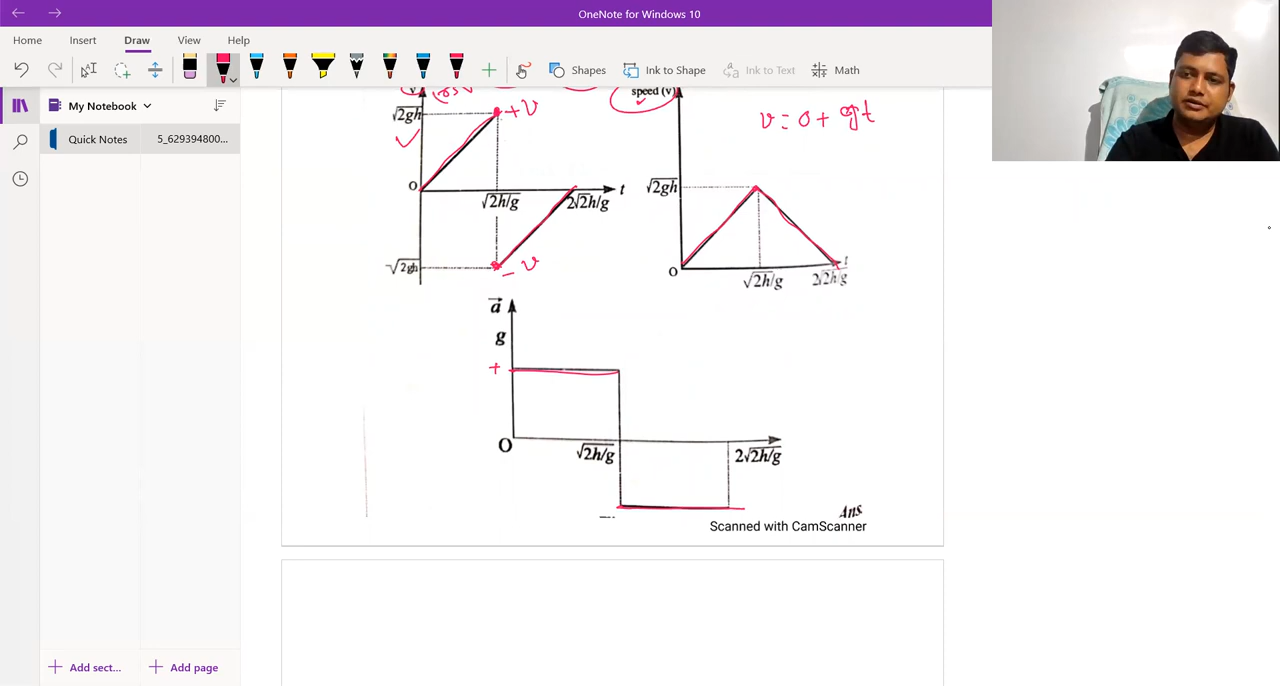 OneNote for Windows 10
Home Insert Draw View Help
Shapes Ink to Shape Ink to Text Math
My Notebook
Quick Notes 5_629394800...
v
speed (v)
√2gh +v
v = 0 + gt
O √2h/g 2√2h/g t
√2gh
-√2gh - v
O √2h/g 2√2h/g t
a
g
+
O √2h/g 2√2h/g
Ans.
Scanned with CamScanner
Add sect... Add page